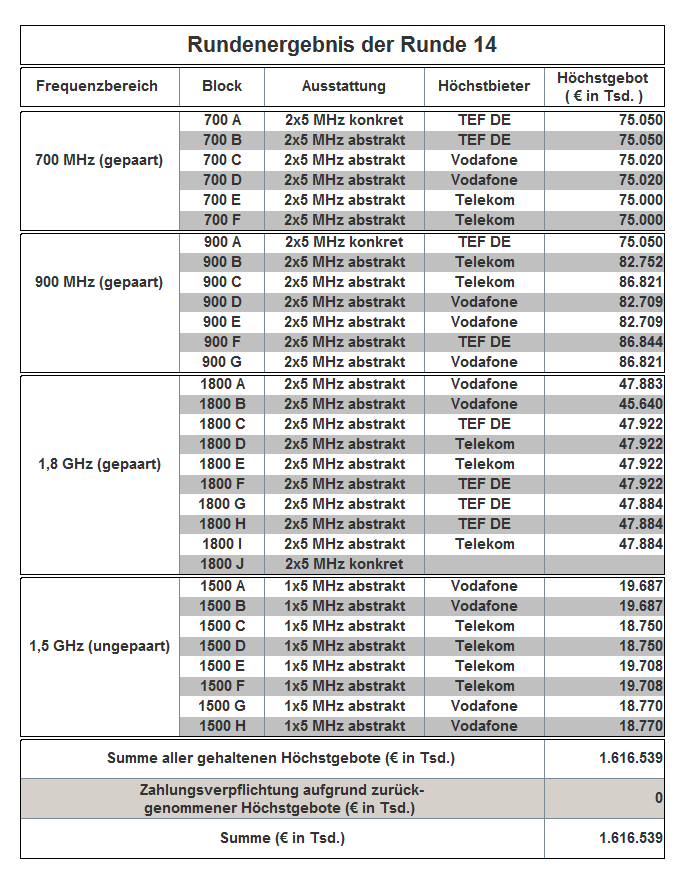 Rundenergebnis der Runde 14
Frequenzbereich Block Ausstattung Höchstbieter Höchstgebot
( € in Tsd. )
700 A 2x5 MHz konkret TEF DE 75.050
700 B 2x5 MHz abstrakt TEF DE 75.050
700 MHz (gepaart) 700 C 2x5 MHz abstrakt Vodafone 75.020
700 D 2x5 MHz abstrakt Vodafone 75.020
700 E 2x5 MHz abstrakt Telekom 75.000
700 F 2x5 MHz abstrakt Telekom 75.000
900 A 2x5 MHz konkret TEF DE 75.050
900 B 2x5 MHz abstrakt Telekom 82.752
900 MHz (gepaart) 900 C 2x5 MHz abstrakt Telekom 86.821
900 D 2x5 MHz abstrakt Vodafone 82.709
900 E 2x5 MHz abstrakt Vodafone 82.709
900 F 2x5 MHz abstrakt TEF DE 86.844
900 G 2x5 MHz abstrakt Vodafone 86.821
1800 A 2x5 MHz abstrakt Vodafone 47.883
1800 B 2x5 MHz abstrakt Vodafone 45.640
1800 C 2x5 MHz abstrakt TEF DE 47.922
1800 D 2x5 MHz abstrakt Telekom 47.922
1,8 GHz (gepaart) 1800 E 2x5 MHz abstrakt Telekom 47.922
1800 F 2x5 MHz abstrakt TEF DE 47.922
1800 G 2x5 MHz abstrakt TEF DE 47.884
1800 H 2x5 MHz abstrakt TEF DE 47.884
1800 I 2x5 MHz abstrakt Telekom 47.884
1800 J 2x5 MHz konkret
1500 A 1x5 MHz abstrakt Vodafone 19.687
1500 B 1x5 MHz abstrakt Vodafone 19.687
1500 C 1x5 MHz abstrakt Telekom 18.750
1,5 GHz (ungepaart) 1500 D 1x5 MHz abstrakt Telekom 18.750
1500 E 1x5 MHz abstrakt Telekom 19.708
1500 F 1x5 MHz abstrakt Telekom 19.708
1500 G 1x5 MHz abstrakt Vodafone 18.770
1500 H 1x5 MHz abstrakt Vodafone 18.770
Summe aller gehaltenen Höchstgebote (€ in Tsd.) 1.616.539
Zahlungsverpflichtung aufgrund zurück-
genommener Höchstgebote (€ in Tsd.) 0
Summe (€ in Tsd.) 1.616.539